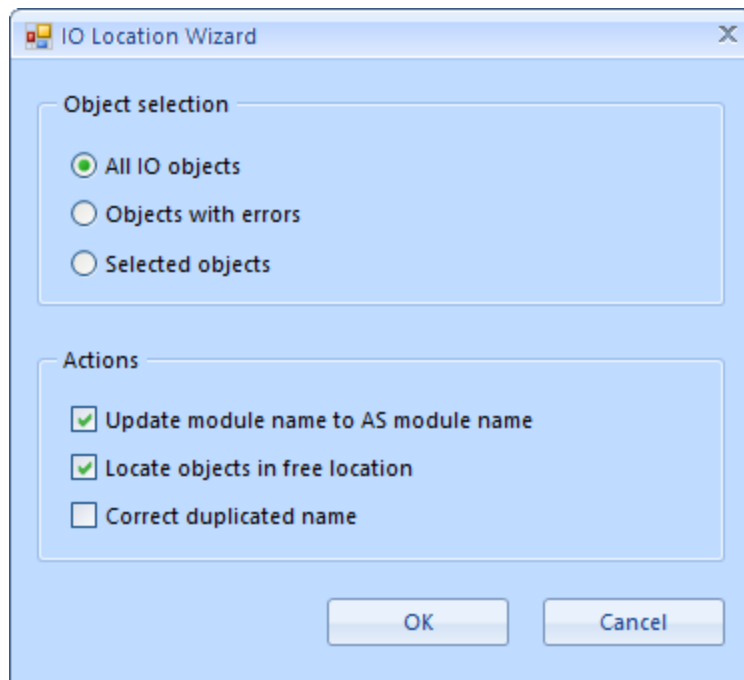 IO Location Wizard
Object selection
All IO objects
Objects with errors
Selected objects
Actions
Update module name to AS module name
Locate objects in free location
Correct duplicated name
OK Cancel